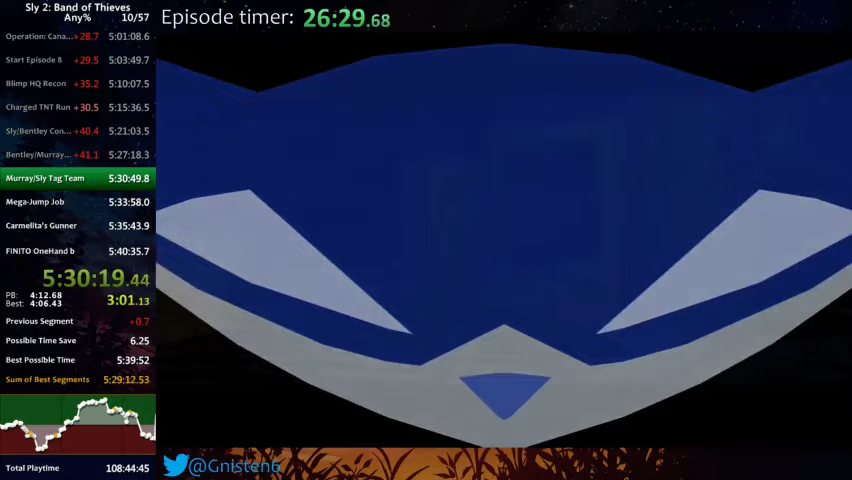 Sly 2: Band of Thieves
Any% 10/57
Operation: Cana... +28.7 5:01:08.6
Start Episode 8 +29.5 5:03:49.7
Blimp HQ Recon +35.2 5:10:07.5
Charged TNT Run +30.5 5:15:36.5
Sly/Bentley Con... +40.4 5:21:03.5
Bentley/Murray... +41.1 5:27:18.3
Murray/Sly Tag Team 5:30:49.8
Mega-Jump Job 5:33:58.0
Carmelita's Gunner 5:35:43.9
FINITO OneHand b 5:40:35.7
5:30:19.44
PB: 4:12.68
Best: 4:06.43 3:01.13
Previous Segment +0.7
Possible Time Save 6.25
Best Possible Time 5:39:52
Sum of Best Segments 5:29:12.53
Total Playtime 108:44:45
Episode timer: 26:29.68
@Gnisten6